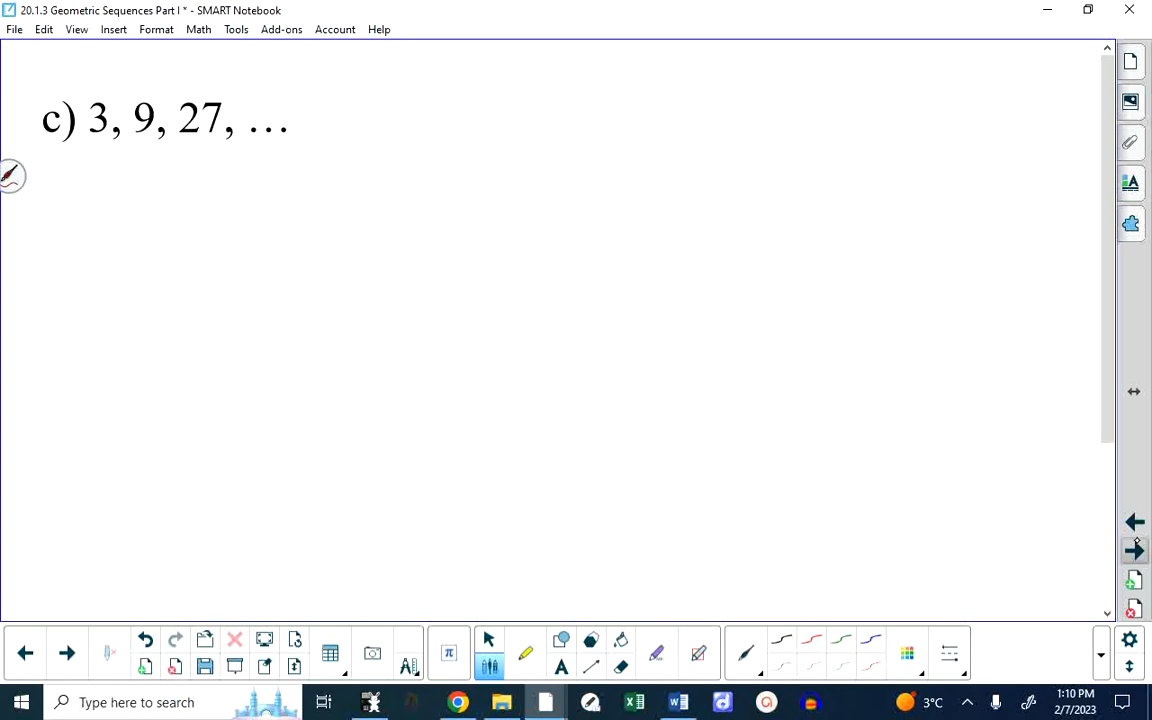 20.1.3 Geometric Sequences Part I * - SMART Notebook
File Edit View Insert Format Math Tools Add-ons Account Help
c) 3, 9, 27, …
Type here to search
3°C
1:10 PM
2/7/2023